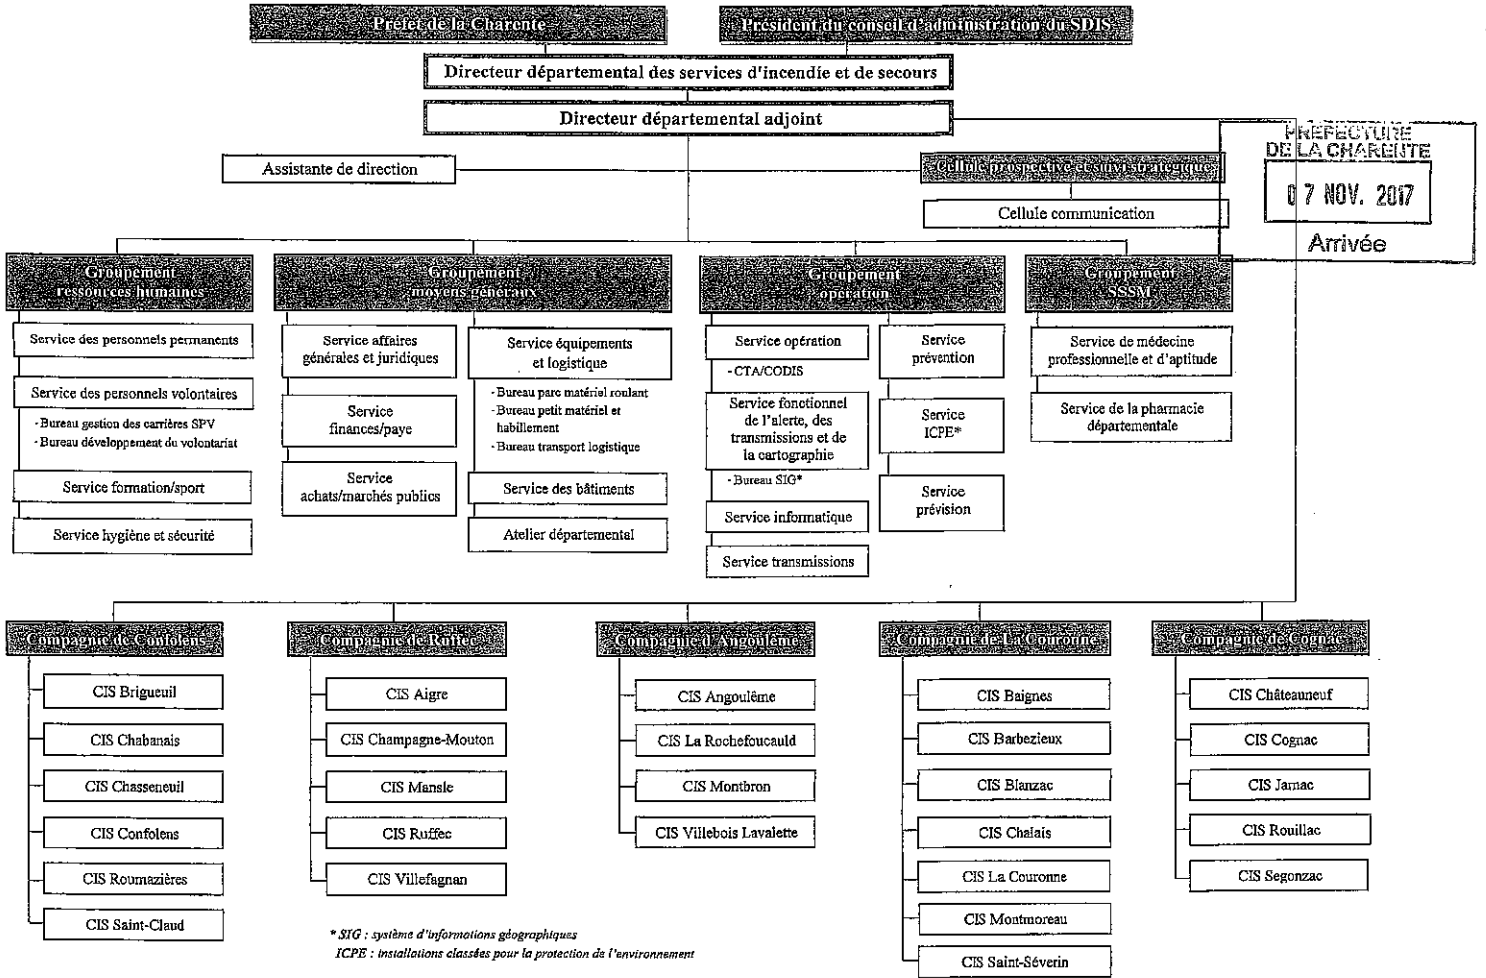 Préfet de la Charente
Président du conseil d'administration du SDIS
Directeur départemental des services d'incendie et de secours
Directeur départemental adjoint
PREFECTURE
DE LA CHARENTE
07 NOV. 2017
Arrivée
Assistante de direction
Cellule prospective et suivi stratégique
Cellule communication
Groupement
ressources humaines
Service des personnels permanents
Service des personnels volontaires
- Bureau gestion des carrières SPV
- Bureau développement du volontariat
Service formation/sport
Service hygiène et sécurité
Groupement
moyens généraux
Service affaires
générales et juridiques
Service
finances/paye
Service
achats/marchés publics
Service équipements
et logistique
- Bureau parc matériel roulant
- Bureau petit matériel et
habillement
- Bureau transport logistique
Service des bâtiments
Atelier départemental
Groupement
opération
Service opération
- CTA/CODIS
Service fonctionnel
de l'alerte, des
transmissions et de
la cartographie
- Bureau SIG*
Service informatique
Service transmissions
Service
prévention
Service
ICPE*
Service
prévision
Groupement
SSSM
Service de médecine
professionnelle et d'aptitude
Service de la pharmacie
départementale
Compagnie de Confolens
CIS Brigueuil
CIS Chabanais
CIS Chasseneuil
CIS Confolens
CIS Roumazières
CIS Saint-Claud
Compagnie de Ruffec
CIS Aigre
CIS Champagne-Mouton
CIS Mansle
CIS Ruffec
CIS Villefagnan
Compagnie d'Angoulême
CIS Angoulême
CIS La Rochefoucauld
CIS Montbron
CIS Villebois Lavalette
Compagnie de La Couronne
CIS Baignes
CIS Barbezieux
CIS Blanzac
CIS Chalais
CIS La Couronne
CIS Montmoreau
CIS Saint-Séverin
Compagnie de Cognac
CIS Châteauneuf
CIS Cognac
CIS Jarnac
CIS Rouillac
CIS Segonzac
* SIG : système d'informations géographiques
ICPE : installations classées pour la protection de l'environnement